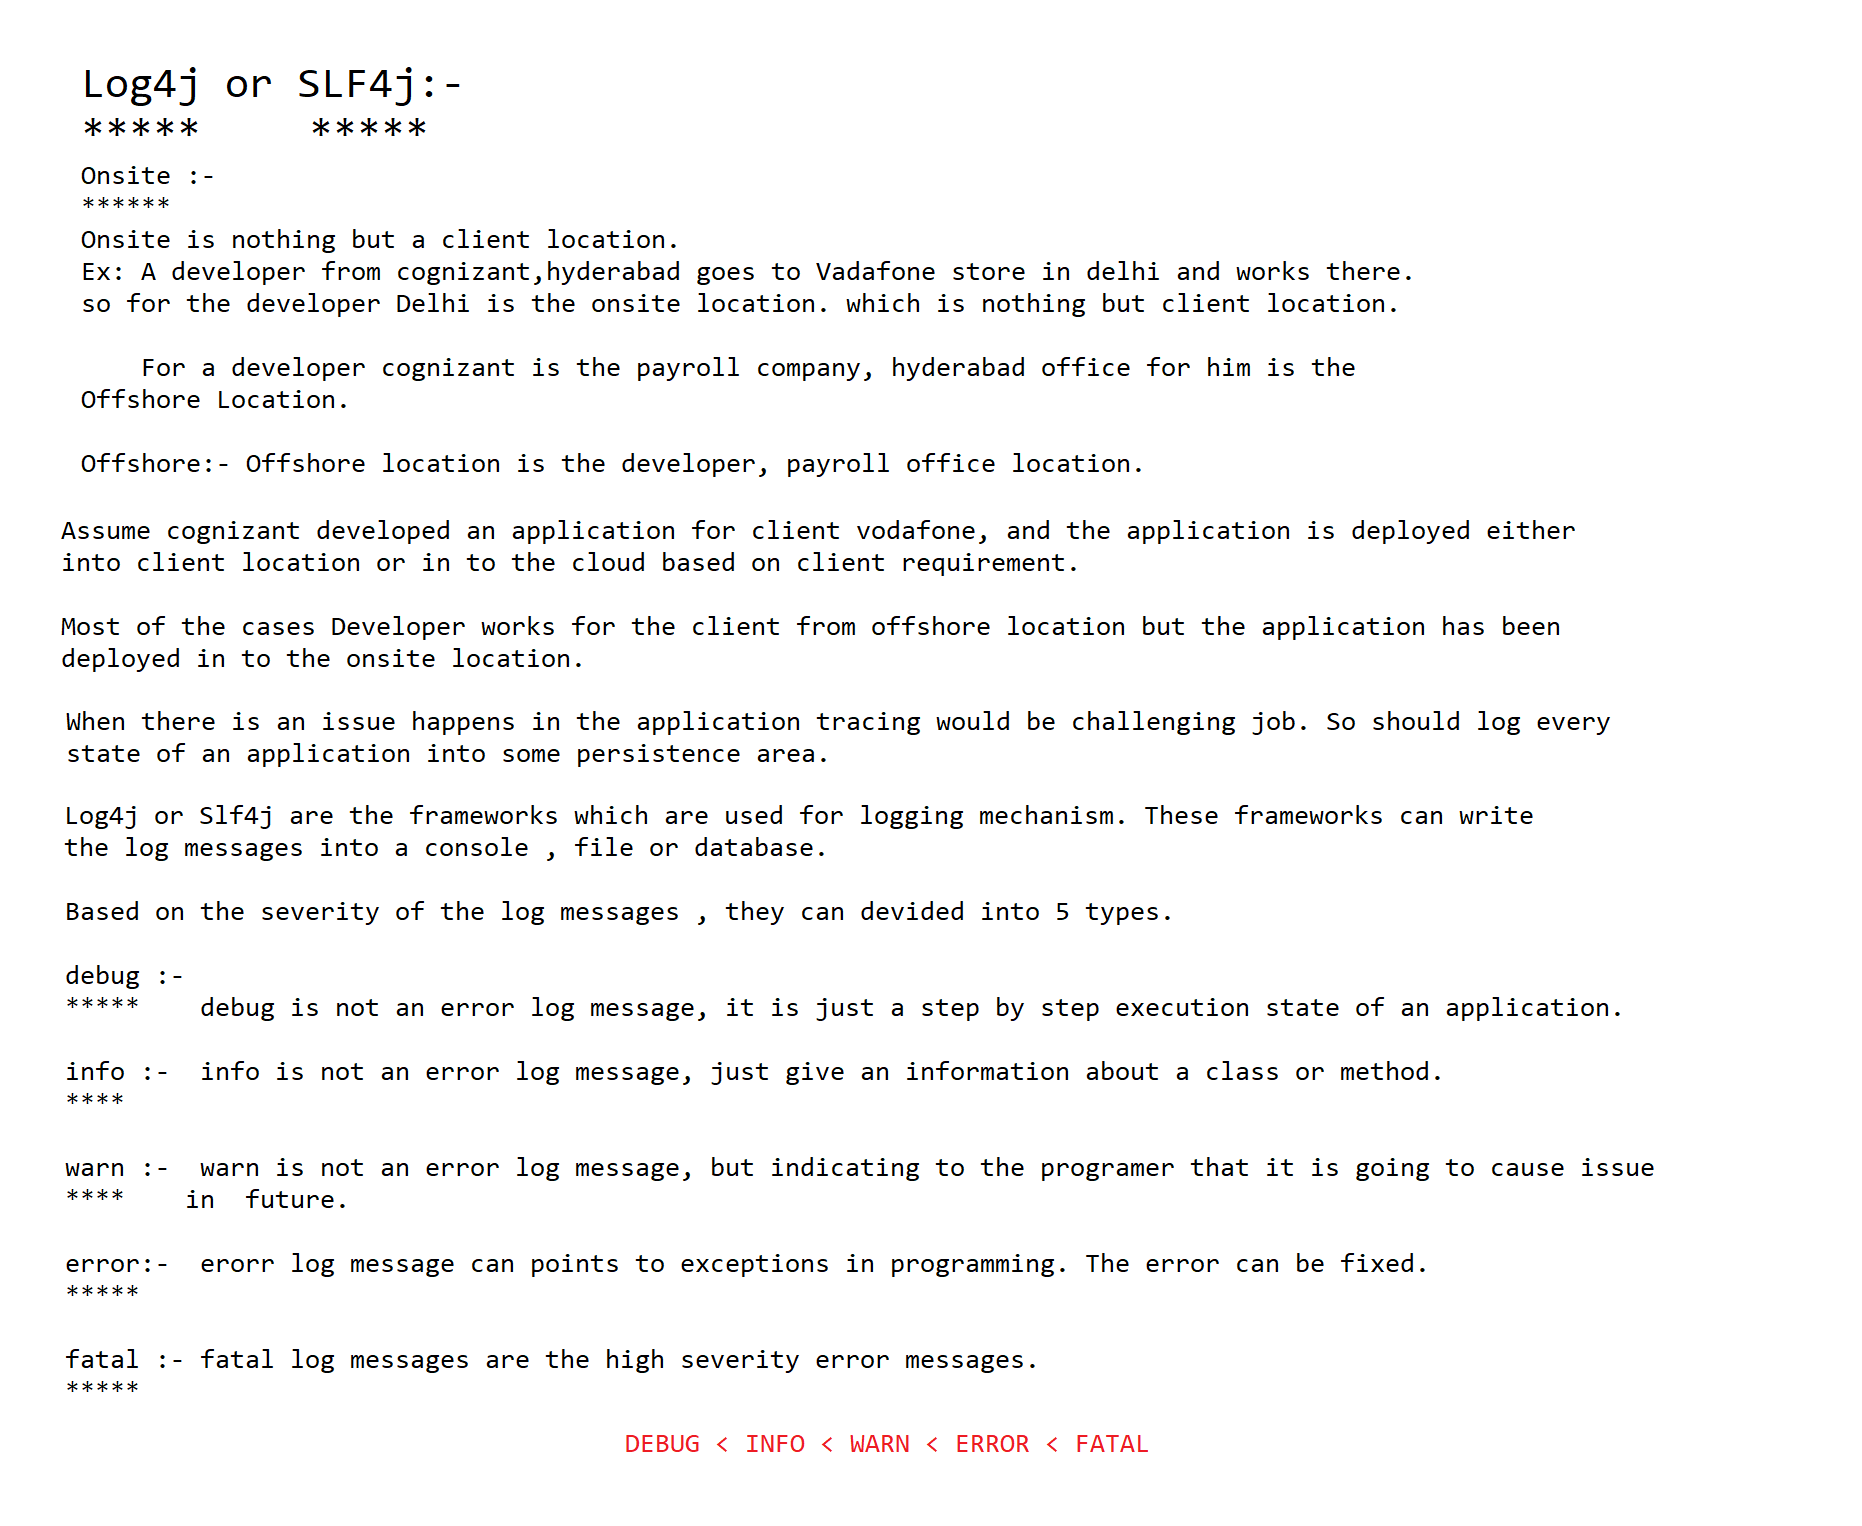 Log4j or SLF4j:-
***** *****
Onsite :-
******
Onsite is nothing but a client location.
Ex: A developer from cognizant,hyderabad goes to Vadafone store in delhi and works there.
so for the developer Delhi is the onsite location. which is nothing but client location.
For a developer cognizant is the payroll company, hyderabad office for him is the
Offshore Location.
Offshore:- Offshore location is the developer, payroll office location.
Assume cognizant developed an application for client vodafone, and the application is deployed either
into client location or in to the cloud based on client requirement.
Most of the cases Developer works for the client from offshore location but the application has been
deployed in to the onsite location.
When there is an issue happens in the application tracing would be challenging job. So should log every
state of an application into some persistence area.
Log4j or Slf4j are the frameworks which are used for logging mechanism. These frameworks can write
the log messages into a console , file or database.
Based on the severity of the log messages , they can devided into 5 types.
debug :-
***** debug is not an error log message, it is just a step by step execution state of an application.
info :- info is not an error log message, just give an information about a class or method.
****
warn :- warn is not an error log message, but indicating to the programer that it is going to cause issue
**** in future.
error:- erorr log message can points to exceptions in programming. The error can be fixed.
*****
fatal :- fatal log messages are the high severity error messages.
*****
DEBUG < INFO < WARN < ERROR < FATAL